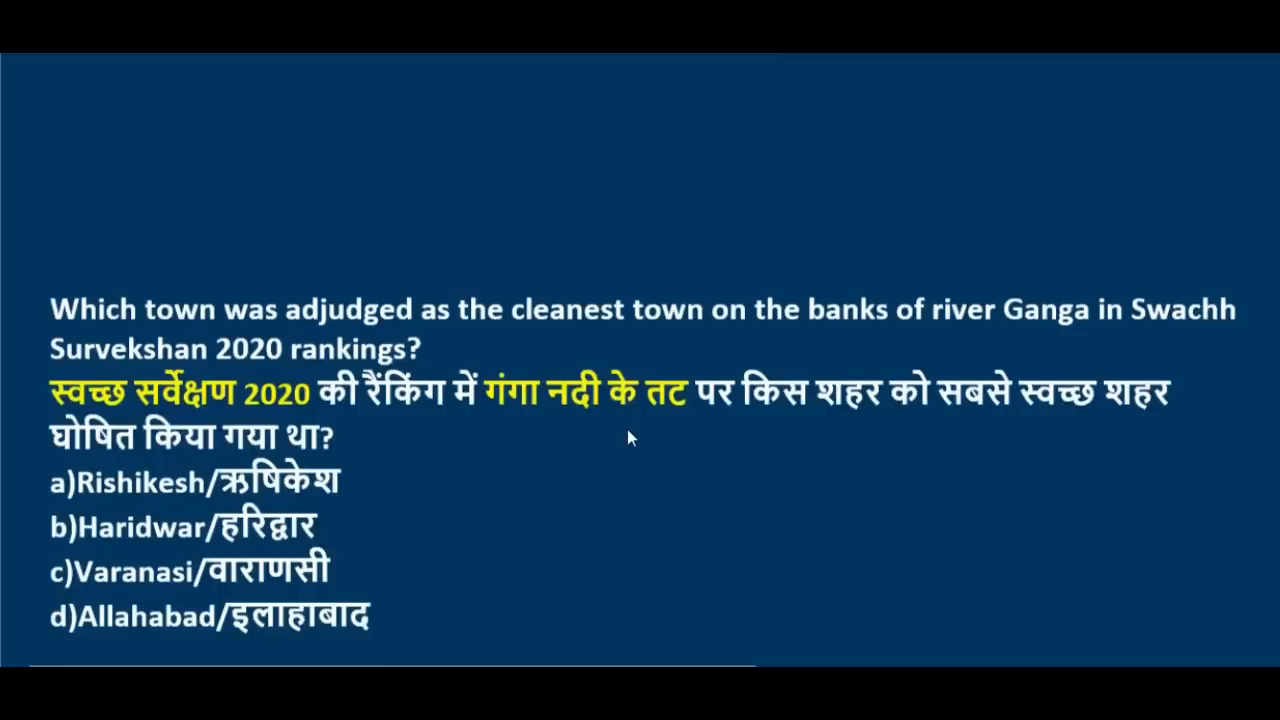 Which town was adjudged as the cleanest town on the banks of river Ganga in Swachh
Survekshan 2020 rankings?
स्वच्छ सर्वेक्षण 2020 की रैंकिंग में गंगा नदी के तट पर किस शहर को सबसे स्वच्छ शहर
घोषित किया गया था?
a)Rishikesh/ऋषिकेश
b)Haridwar/हरिद्वार
c)Varanasi/वाराणसी
d)Allahabad/इलाहाबाद